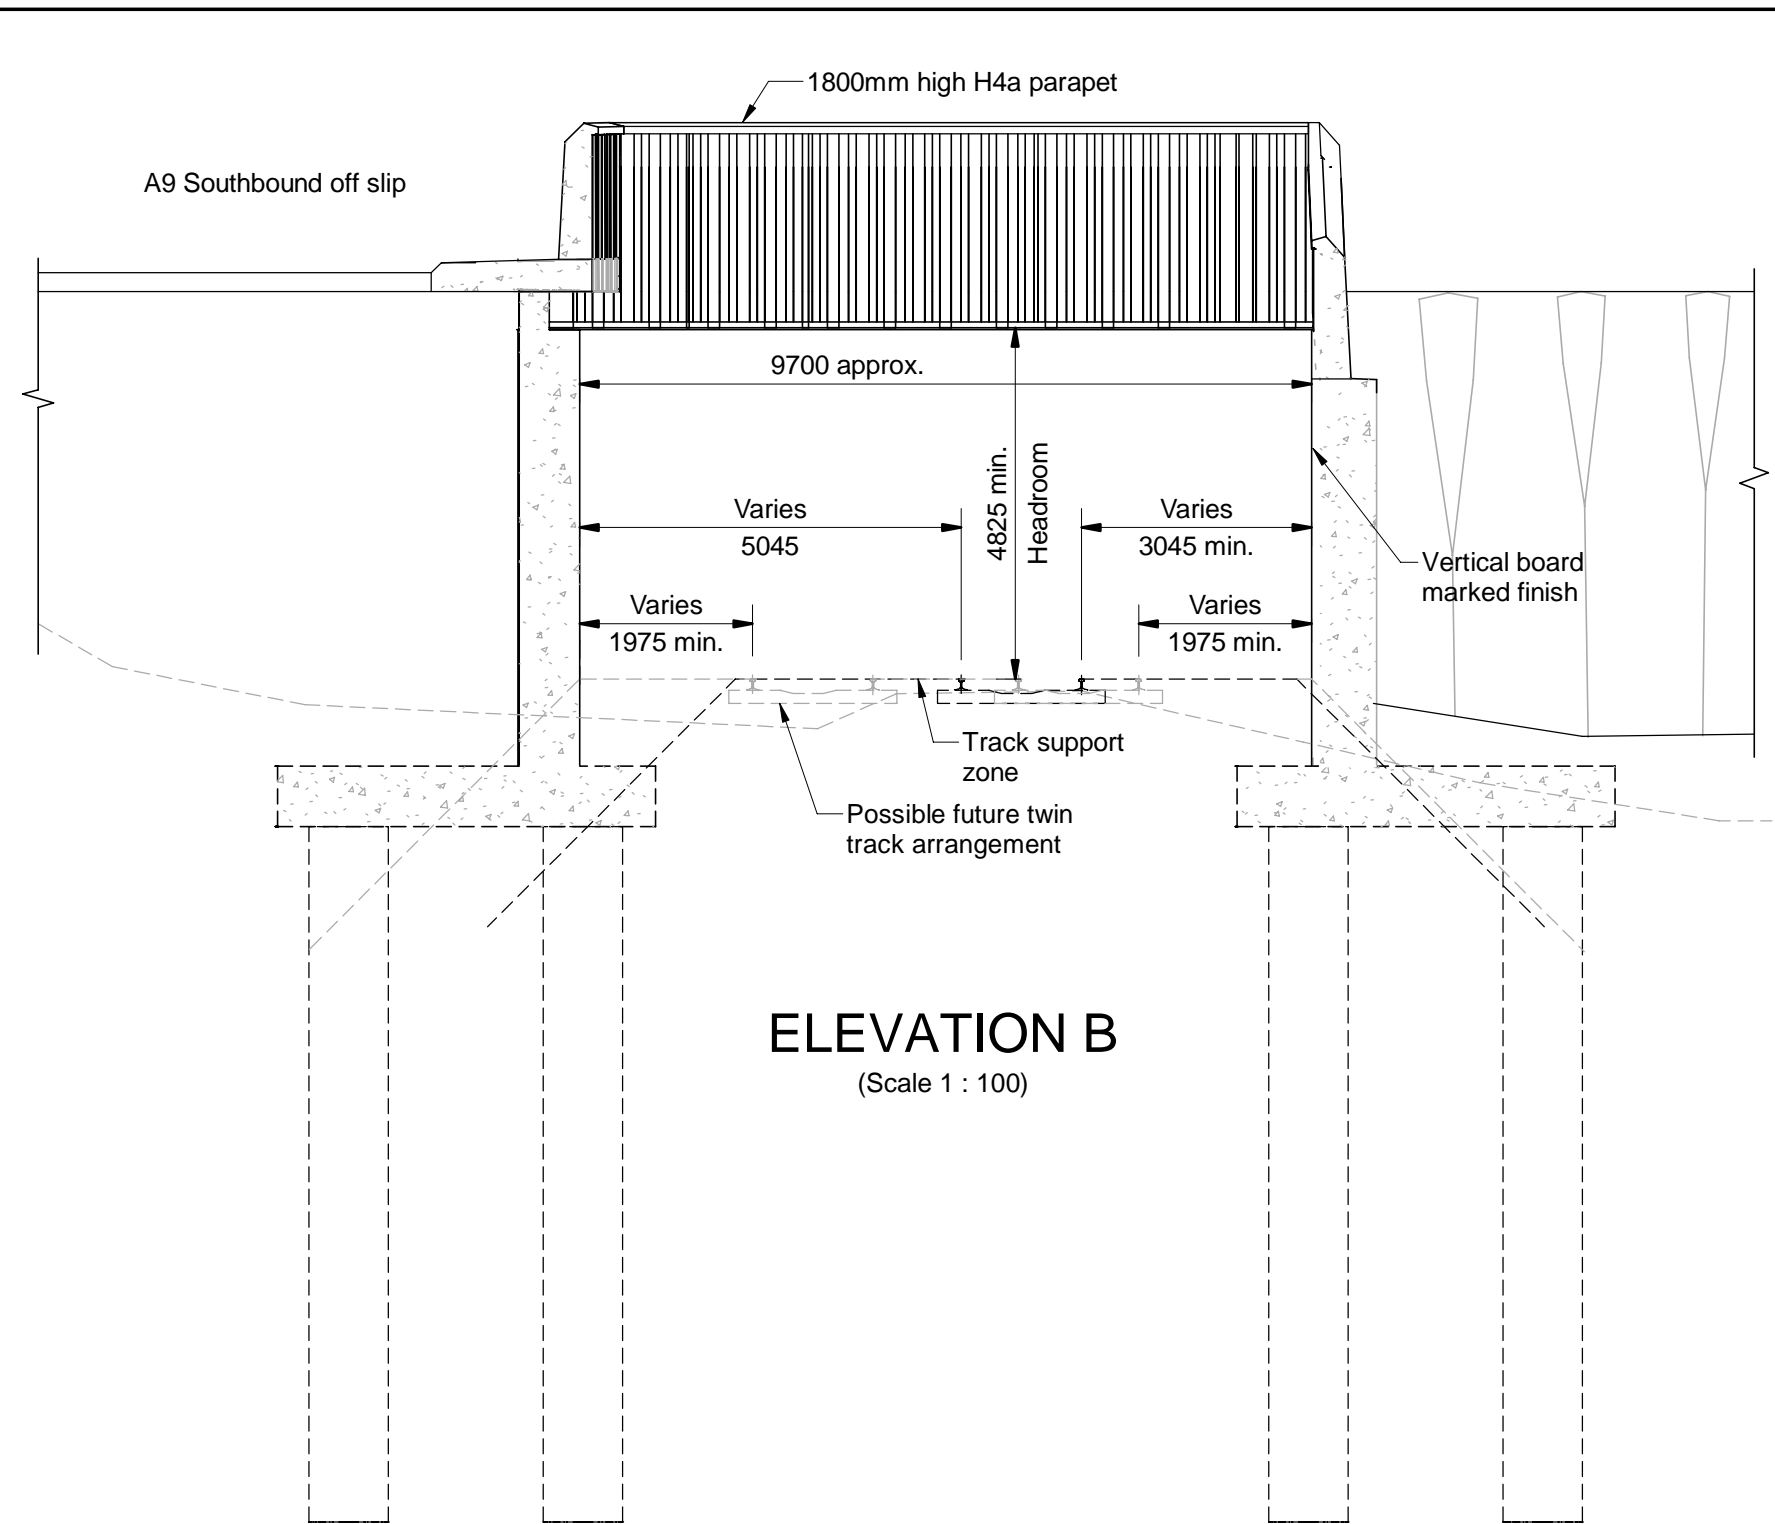 1800mm high H4a parapet
A9 Southbound off slip
9700 approx.
4825 min.
Headroom
Varies
5045
Varies
3045 min.
Vertical board
marked finish
Varies
1975 min.
Varies
1975 min.
Track support
zone
Possible future twin
track arrangement
ELEVATION B
(Scale 1 : 100)